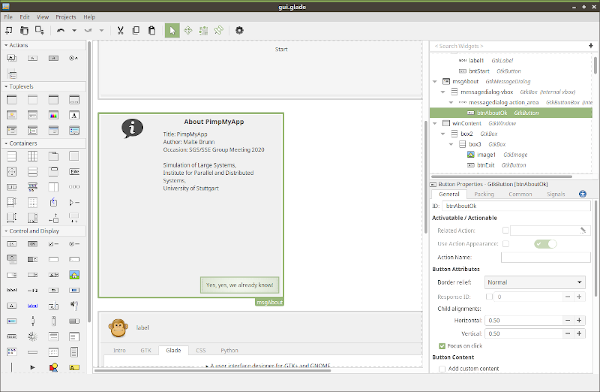 gui.glade
File Edit View Projects Help
Actions
Toplevels
Containers
Control and Display
Start
About PimpMyApp
Title: PimpMyApp
Author: Malte Brunn
Occasion: SGS/SSE Group Meeting 2020
Simulation of Large Systems,
Institute for Parallel and Distributed
Systems,
University of Stuttgart
Yes, yes, we already know!
msgAbout
label
Intro GTK Glade CSS Python
A user interface designer for GTK+ and GNOME
< Search Widgets >
label1 GtkLabel
btnStart GtkButton
msgAbout GtkMessageDialog
messagedialog-vbox GtkBox (internal vbox)
messagedialog-action_area GtkButtonBox
btnAboutOk GtkButton
winContent GtkWindow
box2 GtkBox
box3 GtkBox
image1 GtkImage
btnExit GtkButton
Button Properties - GtkButton [btnAboutOk]
General Packing Common Signals
ID: btnAboutOk
Activatable / Actionable
Related Action:
Use Action Appearance:
Action Name:
Button Attributes
Border relief: Normal
Response ID: 0
Child alignments:
Horizontal: 0.50
Vertical: 0.50
Focus on click
Button Content
Add custom content